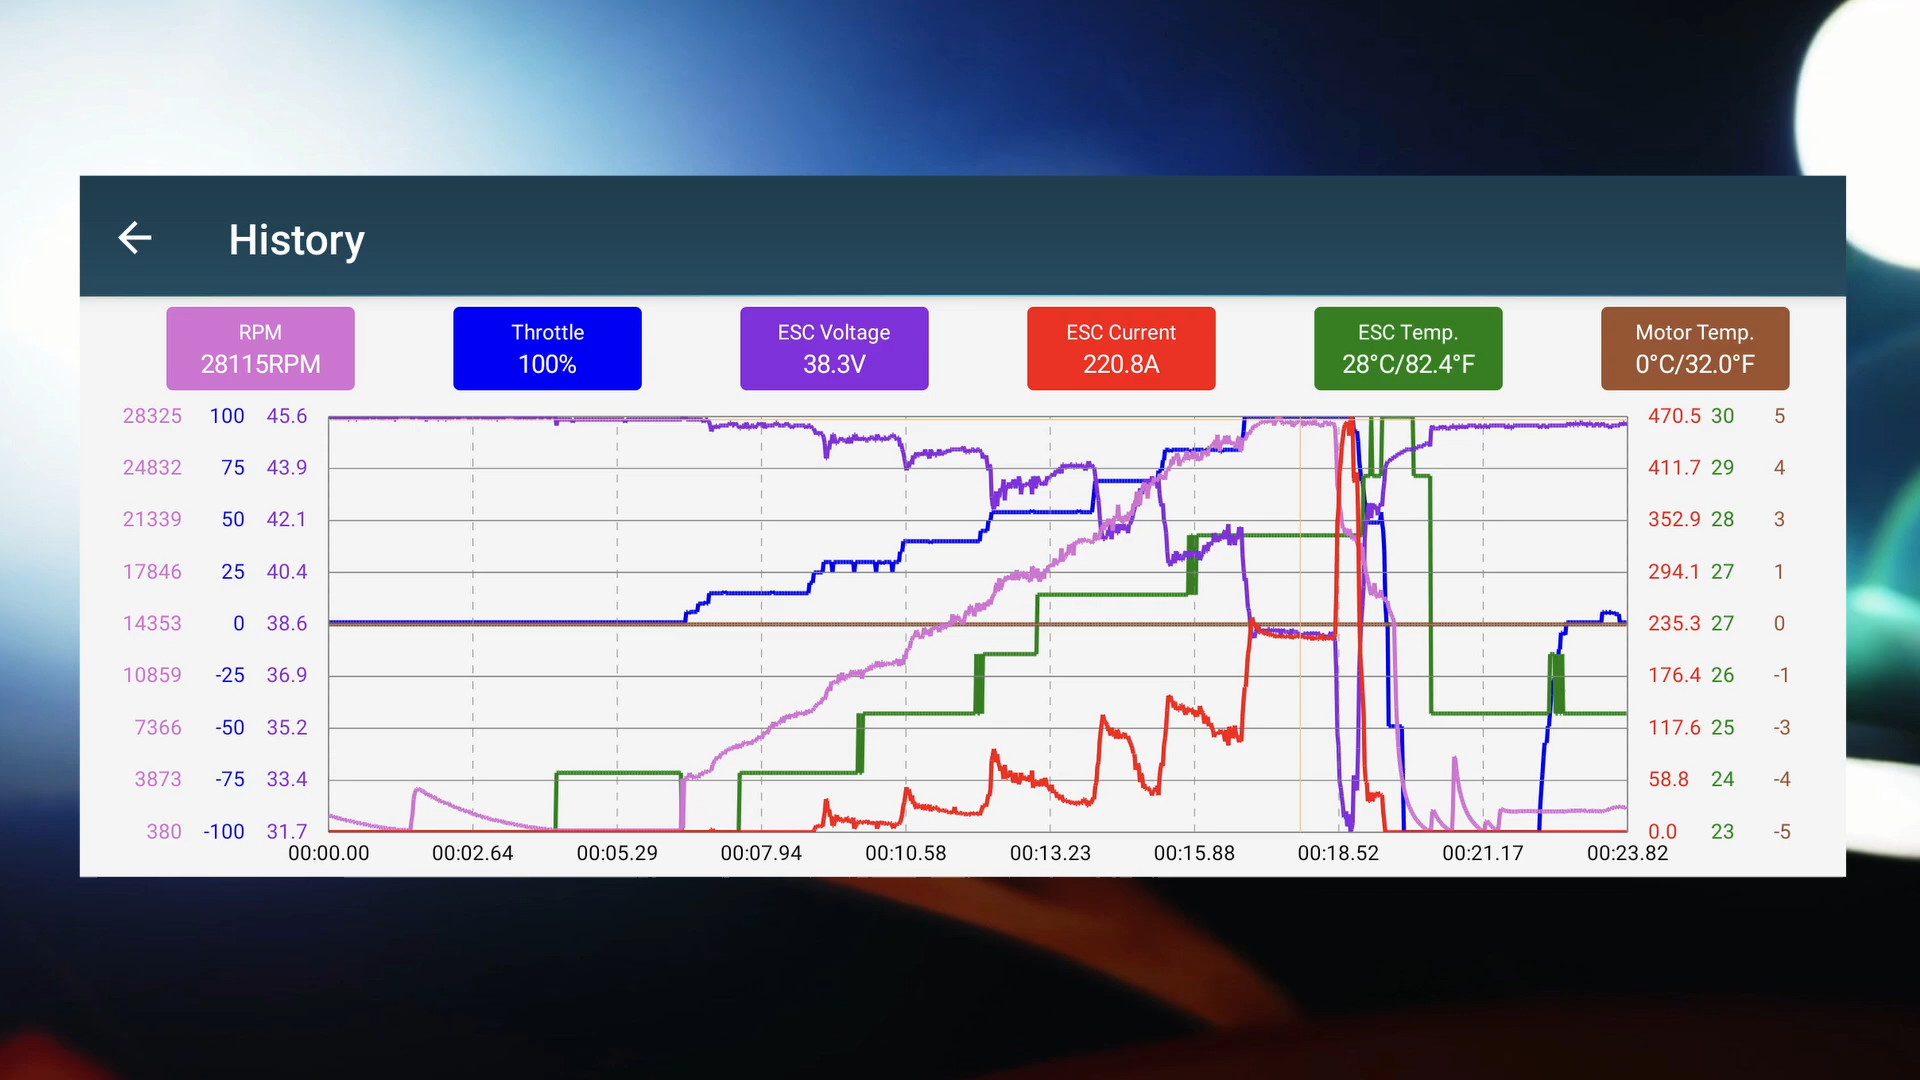 History
RPM
28115RPM
Throttle
100%
ESC Voltage
38.3V
ESC Current
220.8A
ESC Temp.
28°C/82.4°F
Motor Temp.
0°C/32.0°F
28325 100 45.6 470.5 30 5
24832 75 43.9 411.7 29 4
21339 50 42.1 352.9 28 3
17846 25 40.4 294.1 27 1
14353 0 38.6 235.3 27 0
10859 -25 36.9 176.4 26 -1
7366 -50 35.2 117.6 25 -3
3873 -75 33.4 58.8 24 -4
380 -100 31.7 0.0 23 -5
00:00.00 00:02.64 00:05.29 00:07.94 00:10.58 00:13.23 00:15.88 00:18.52 00:21.17 00:23.82